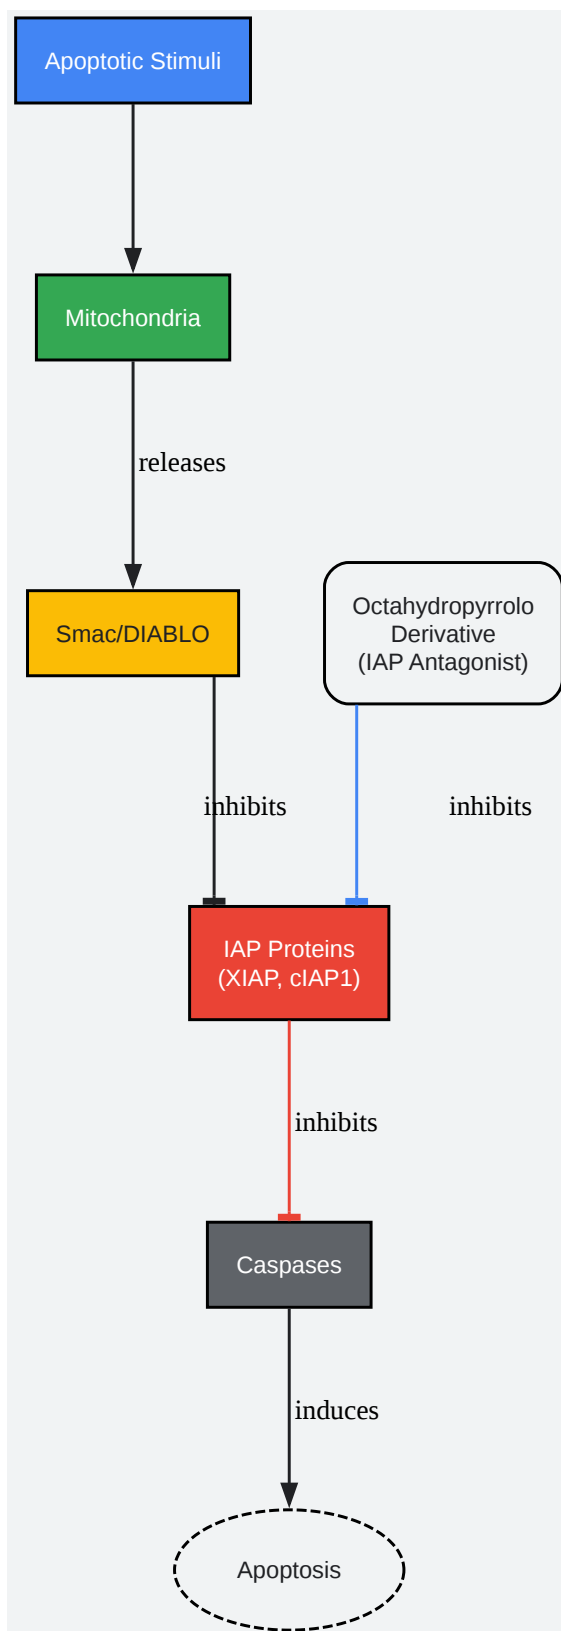 Apoptotic Stimuli
Mitochondria
releases
Smac/DIABLO
Octahydropyrrolo
Derivative
(IAP Antagonist)
inhibits
inhibits
IAP Proteins
(XIAP, cIAP1)
inhibits
Caspases
induces
Apoptosis